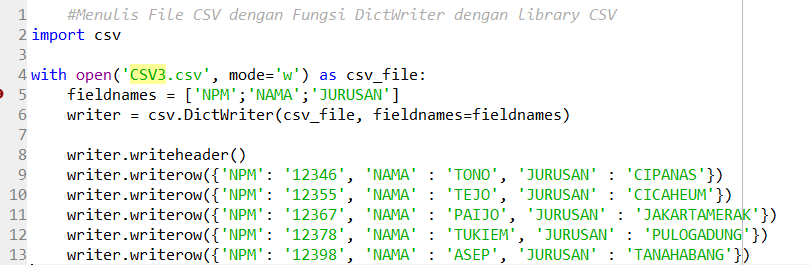 1 #Menulis File CSV dengan Fungsi DictWriter dengan library CSV
2 import csv
3
4 with open('CSV3.csv', mode='w') as csv_file:
5 fieldnames = ['NPM';'NAMA';'JURUSAN']
6 writer = csv.DictWriter(csv_file, fieldnames=fieldnames)
7
8 writer.writeheader()
9 writer.writerow({'NPM': '12346', 'NAMA' : 'TONO', 'JURUSAN' : 'CIPANAS'})
10 writer.writerow({'NPM': '12355', 'NAMA' : 'TEJO', 'JURUSAN' : 'CICAHEUM'})
11 writer.writerow({'NPM': '12367', 'NAMA' : 'PAIJO', 'JURUSAN' : 'JAKARTAMERAK'})
12 writer.writerow({'NPM': '12378', 'NAMA' : 'TUKIEM', 'JURUSAN' : 'PULOGADUNG'})
13 writer.writerow({'NPM': '12398', 'NAMA' : 'ASEP', 'JURUSAN' : 'TANAHABANG'})